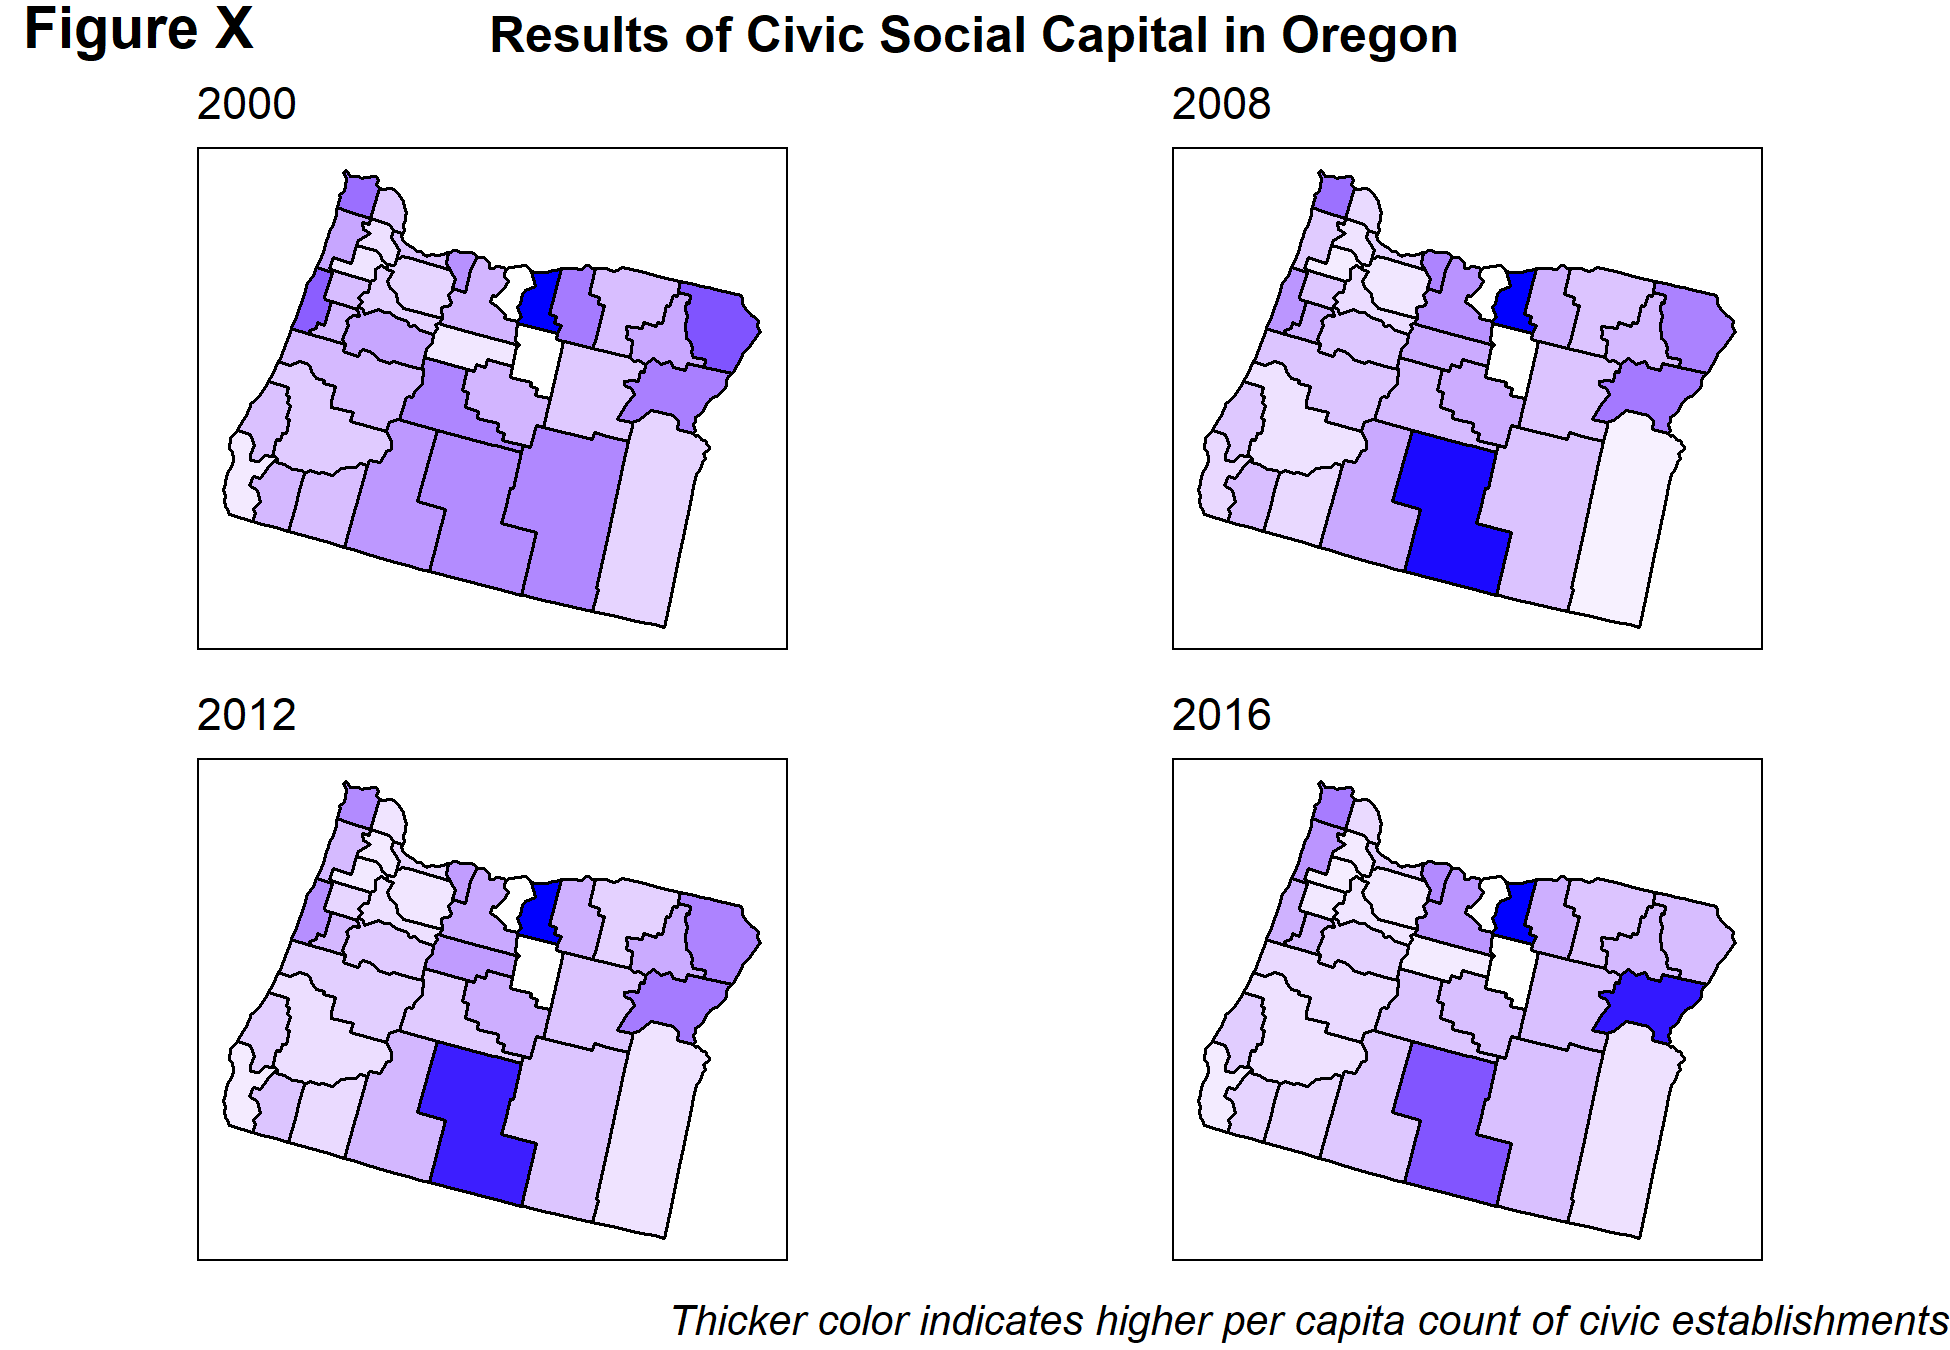 Figure X
Results of Civic Social Capital in Oregon
2000
2008
2012
2016
Thicker color indicates higher per capita count of civic establishments